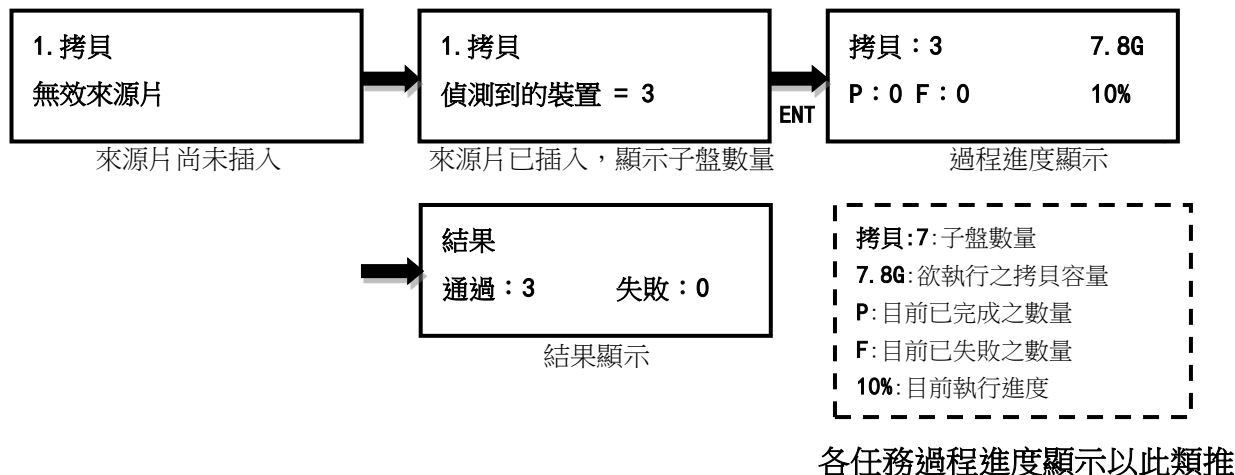 1.拷貝
無效來源片
來源片尚未插入
1.拷貝
偵測到的裝置 = 3
來源片已插入，顯示子盤數量
ENT
拷貝：3 7.8G
P：0 F：0 10%
過程進度顯示
結果
通過：3 失敗：0
結果顯示
拷貝:7:子盤數量
7.8G:欲執行之拷貝容量
P:目前已完成之數量
F:目前已失敗之數量
10%:目前執行進度
各任務過程進度顯示以此類推